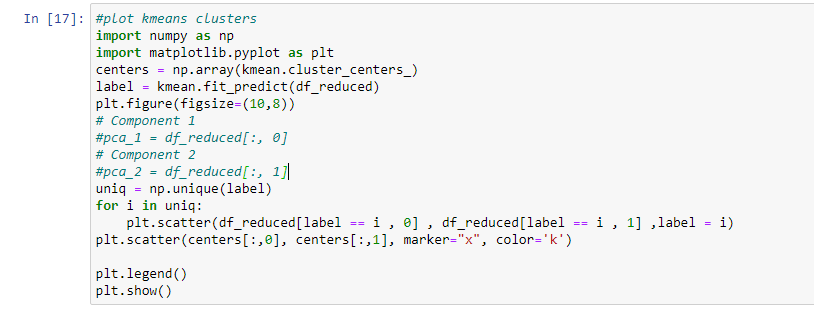 In [17]: #plot kmeans clusters
import numpy as np
import matplotlib.pyplot as plt
centers = np.array(kmean.cluster_centers_)
label = kmean.fit_predict(df_reduced)
plt.figure(figsize=(10,8))
# Component 1
#pca_1 = df_reduced[:, 0]
# Component 2
#pca_2 = df_reduced[:, 1]
uniq = np.unique(label)
for i in uniq:
    plt.scatter(df_reduced[label == i , 0] , df_reduced[label == i , 1] ,label = i)
plt.scatter(centers[:,0], centers[:,1], marker="x", color='k')

plt.legend()
plt.show()